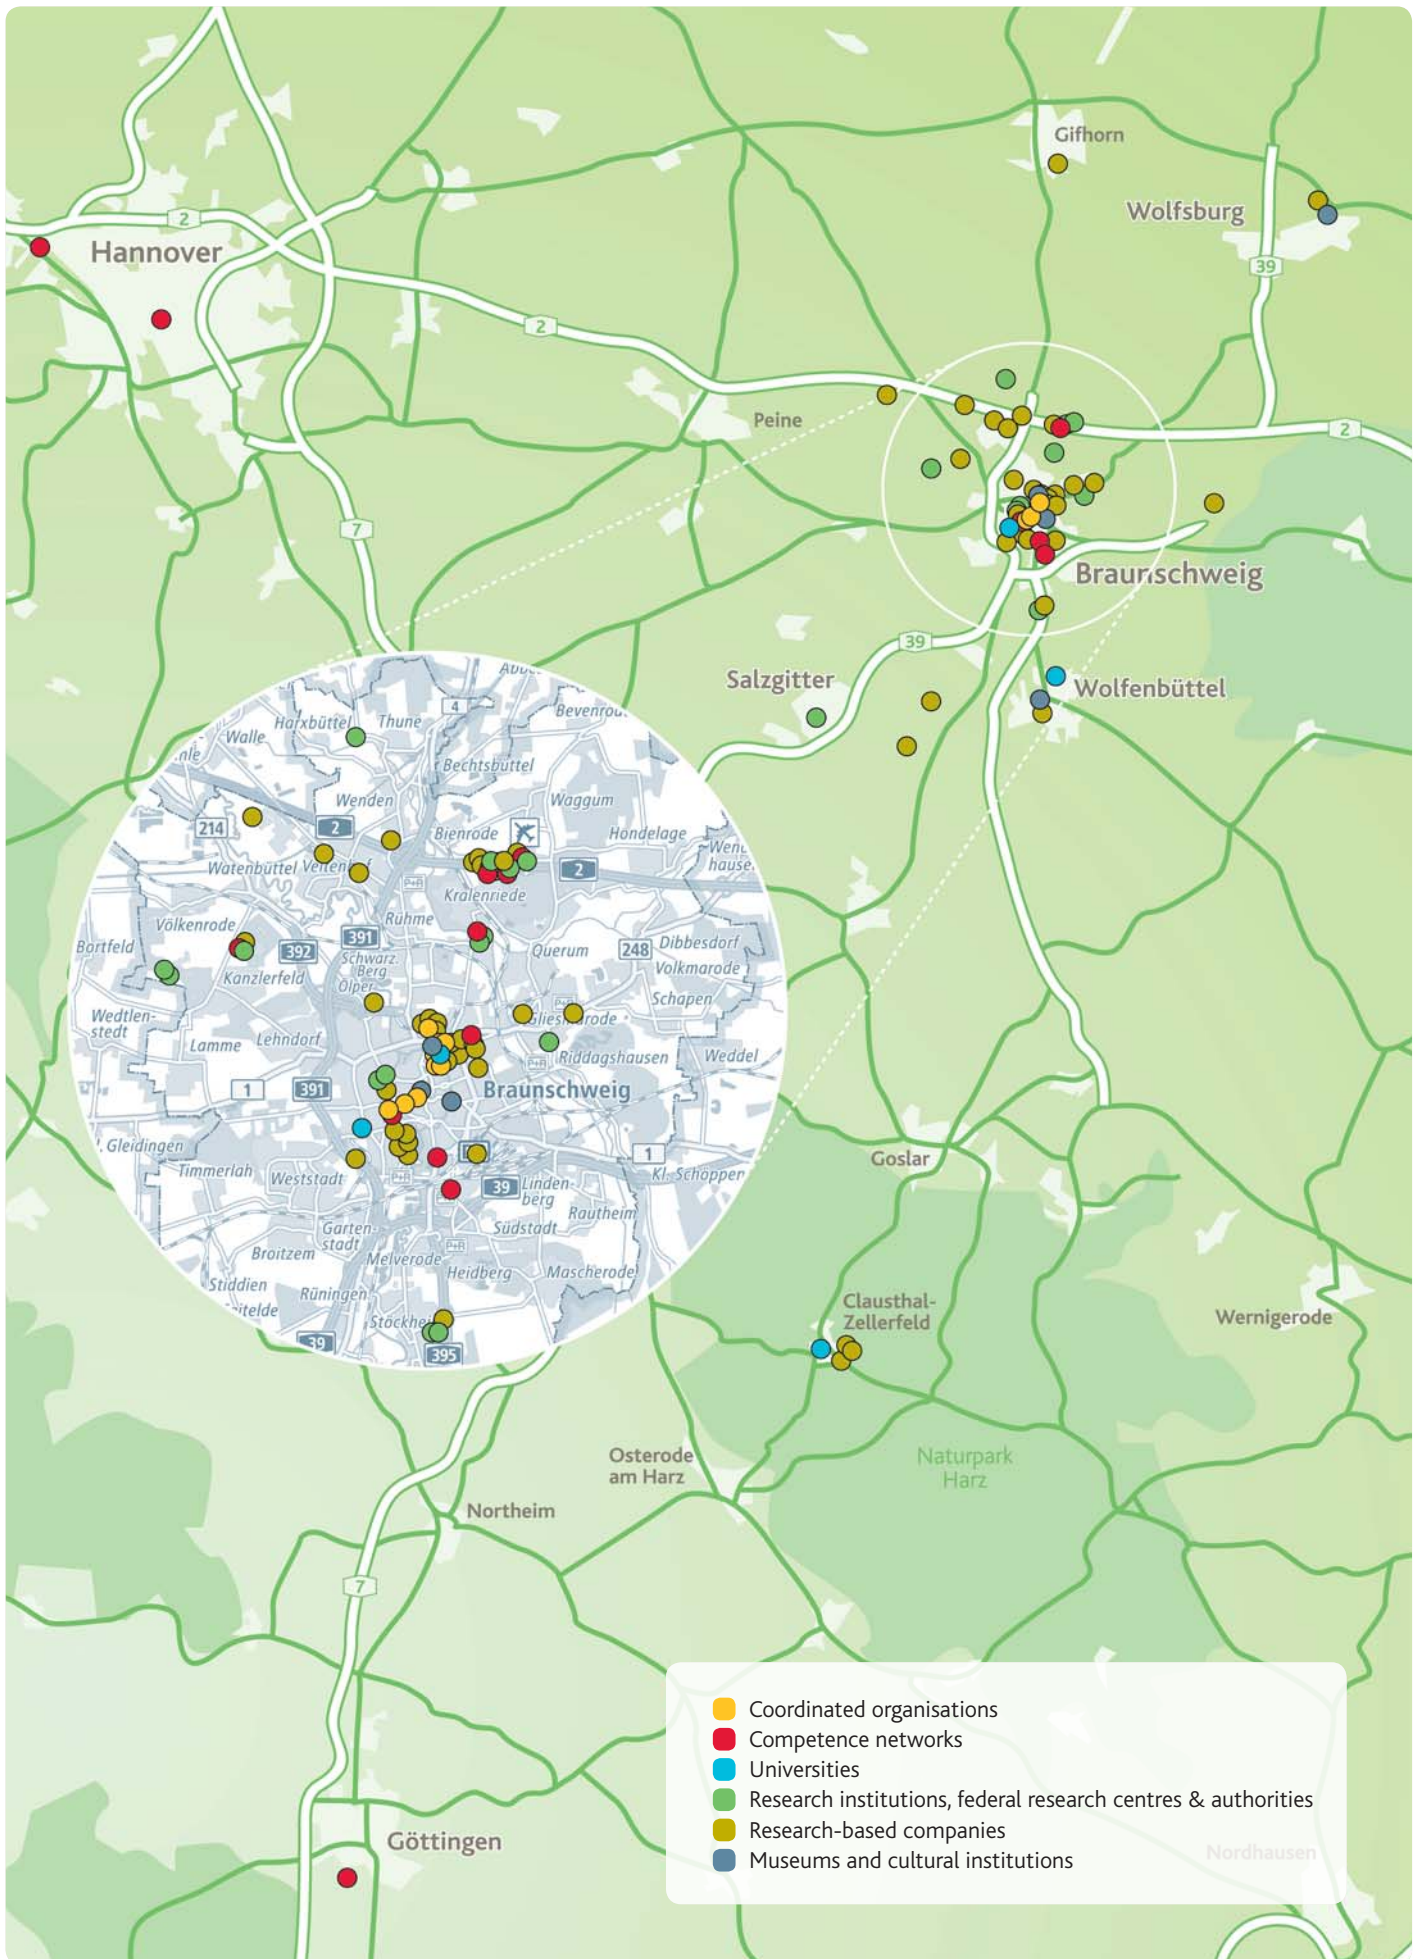 Gifhorn
Wolfsburg
2
Hannover
39
2
Peine
2
7
Braunschweig
39
Salzgitter
Wolfenbüttel
4
Harxbüttel
Thune
Walle
Bechtsbüttel
Wenden
Waggum
214
2
Bienrode
Hondelage
Watenbüttel
2
P+R
Kralenriede
Völkenrode
Rühme
391
Bortfeld
392
Querum
248
Dibbesdorf
Schwarz.
Berg
Kanzlerfeld
Volkmarode
Ölper
Schapen
Wedtlen-
stedt
P+R
Lamme
Lehndorf
Riddagshausen
Weddel
P+R
1
391
Braunschweig
Gleidingen
1
Timmerlah
Weststadt
P+R
Kl. Schöppen
39
Linden-
berg
Rautheim
Garten-
stadt
Südstadt
Broitzem
Melverode
P+R
Heidberg
Mascherode
Stiddien
Rüningen
39
395
Goslar
Clausthal-
Zellerfeld
Wernigerode
Osterode
am Harz
Naturpark
Harz
Northeim
7
Göttingen
Coordinated organisations
Competence networks
Universities
Research institutions, federal research centres & authorities
Research-based companies
Museums and cultural institutions
Nordhausen